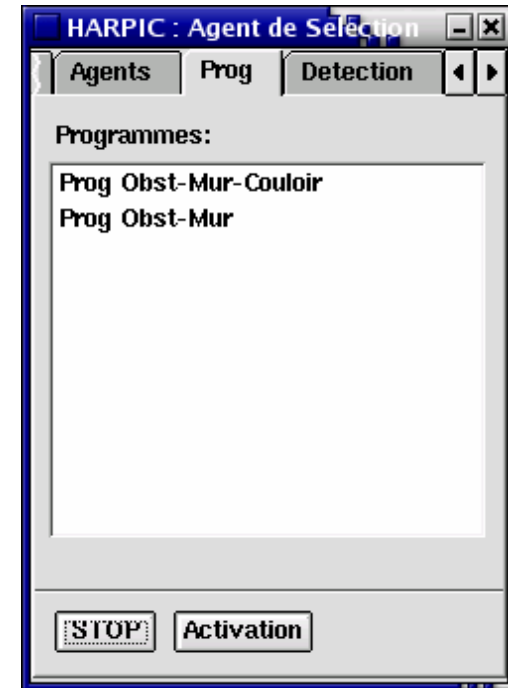 HARPIC : Agent de Selection
Agents Prog Detection
Programmes:
Prog Obst-Mur-Couloir
Prog Obst-Mur
STOP Activation